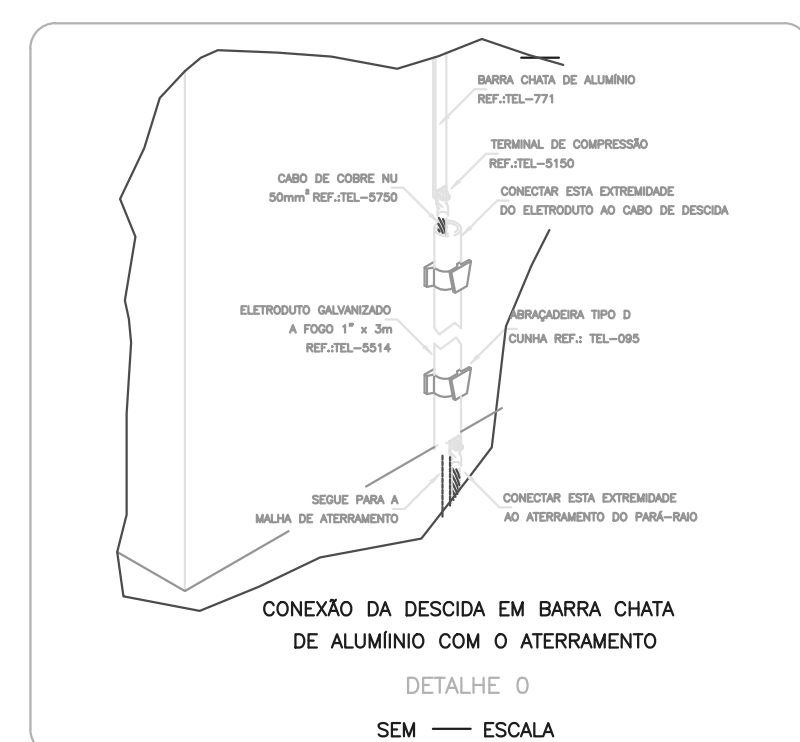 BARRA CHATA DE ALUMÍNIO
REF.:TEL-771
TERMINAL DE COMPRESSÃO
REF.:TEL-5150
CABO DE COBRE NU
50mm² REF.:TEL-5750
CONECTAR ESTA EXTREMIDADE
DO ELETRODUTO AO CABO DE DESCIDA
ELETRODUTO GALVANIZADO
A FOGO 1" x 3m
REF.:TEL-5514
ABRAÇADEIRA TIPO D
CUNHA REF.: TEL-095
SEGUE PARA A
MALHA DE ATERRAMENTO
CONECTAR ESTA EXTREMIDADE
AO ATERRAMENTO DO PARÁ-RAIO
CONEXÃO DA DESCIDA EM BARRA CHATA
DE ALUMÍINIO COM O ATERRAMENTO
DETALHE 0
SEM — ESCALA